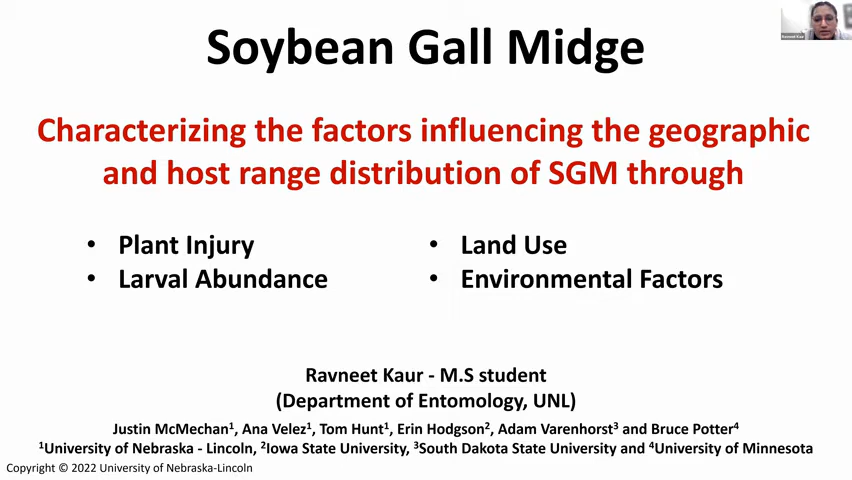 Soybean Gall Midge
Characterizing the factors influencing the geographic
and host range distribution of SGM through
• Plant Injury
• Larval Abundance
• Land Use
• Environmental Factors
Ravneet Kaur - M.S student
(Department of Entomology, UNL)
Justin McMechan¹, Ana Velez¹, Tom Hunt¹, Erin Hodgson², Adam Varenhorst³ and Bruce Potter⁴
¹University of Nebraska - Lincoln, ²Iowa State University, ³South Dakota State University and ⁴University of Minnesota
Copyright © 2022 University of Nebraska-Lincoln
Ravneet Kaur